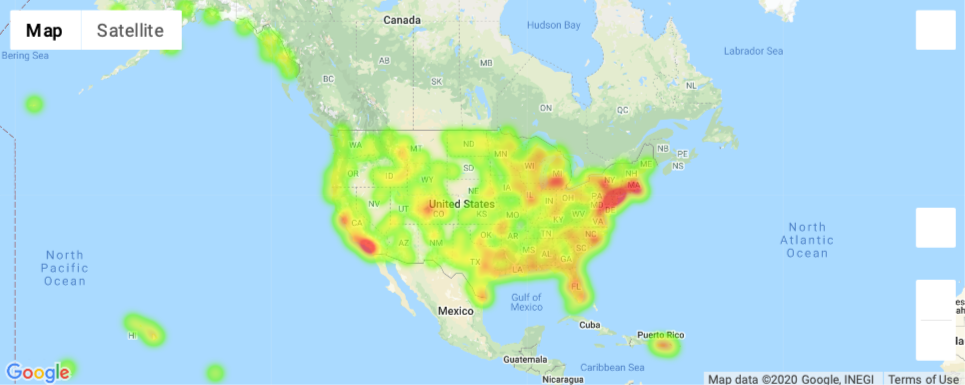 Map
Satellite
Canada
Hudson Bay
Bering Sea
Labrador Sea
AB
MB
BC
SK
NL
ON
QC
NB
PE
NS
WA
MT
ND
MN
ME
NH
OR
ID
SD
WI
MI
NY
MA
WY
NE
IA
PA
NV
UT
CO
United States
IL
IN
OH
MD
DE
CA
KS
MO
KY
WV
VA
AZ
NM
OK
AR
TN
NC
SC
TX
MS
AL
GA
LA
FL
North
Pacific
Ocean
North
Atlantic
Ocean
Gulf of
Mexico
Mexico
Cuba
Puerto Rico
HI
Guatemala
Caribbean Sea
Nicaragua
Google
Map data ©2020 Google, INEGI
Terms of Use